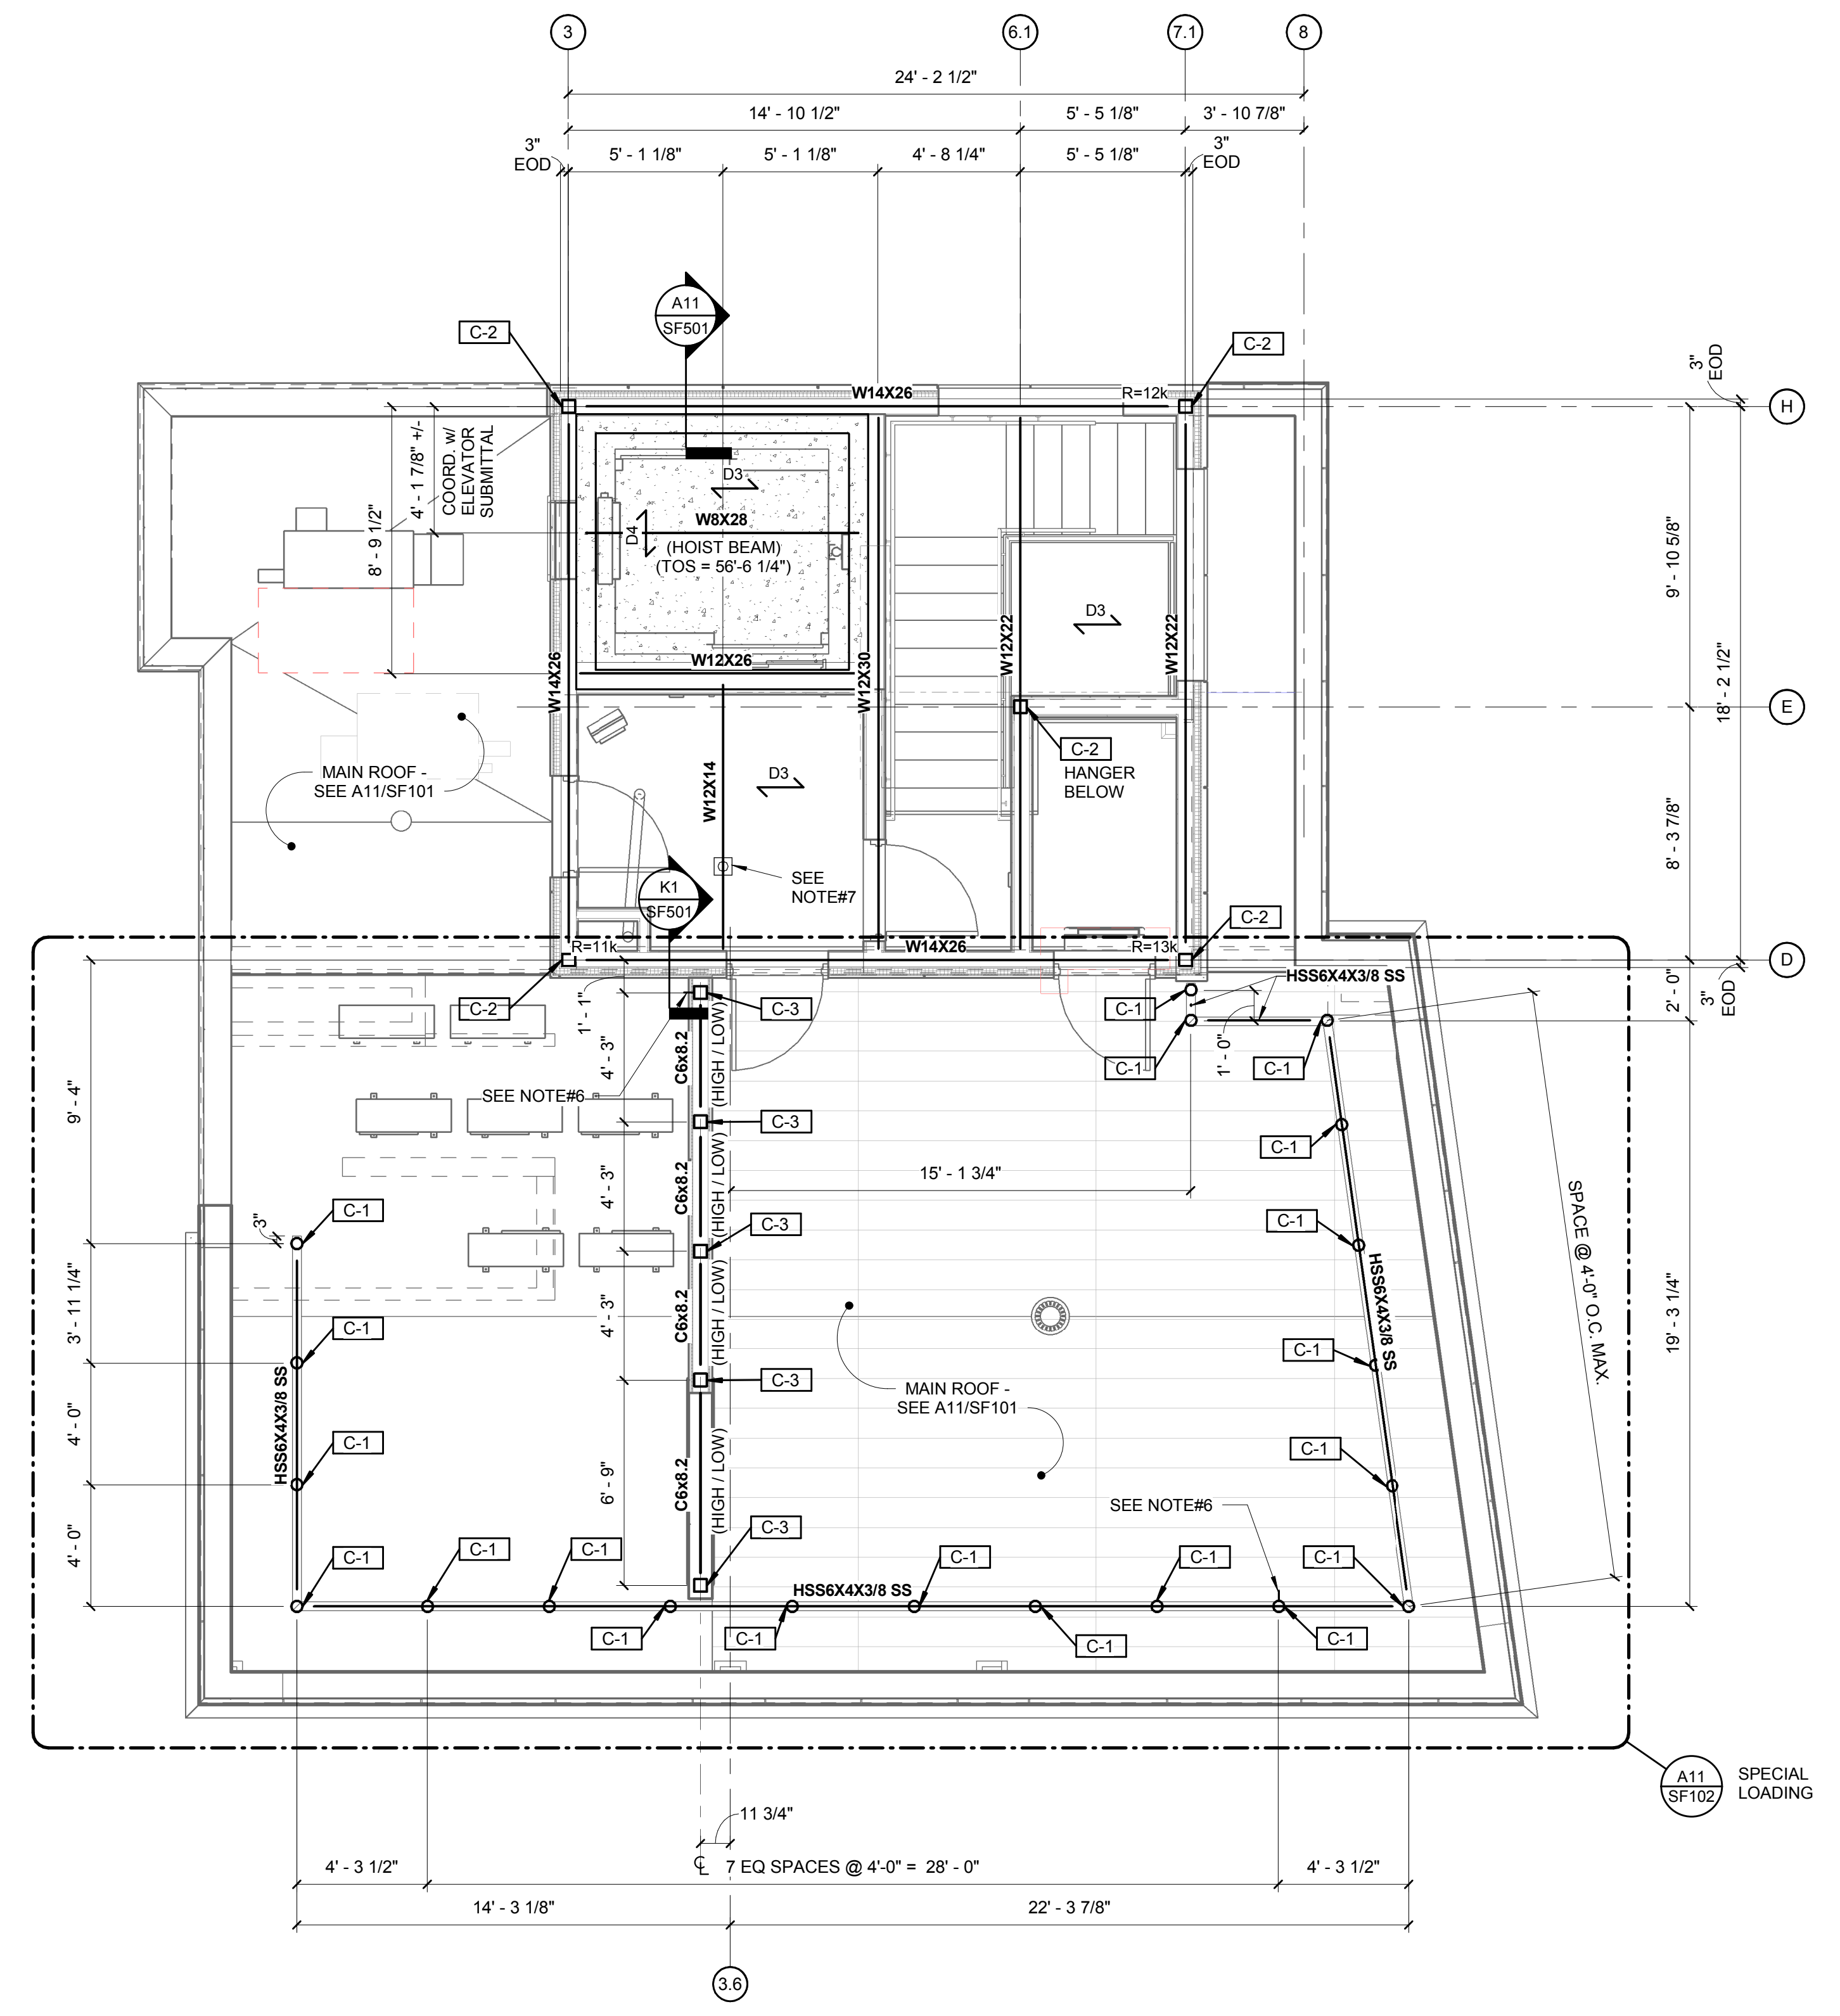 3
6.1
7.1
8
24' - 2 1/2"
14' - 10 1/2"
5' - 5 1/8"
3' - 10 7/8"
3"
EOD
5' - 1 1/8"
5' - 1 1/8"
4' - 8 1/4"
5' - 5 1/8"
3"
EOD
A11
SF501
C-2
C-2
3"
EOD
W14X26
R=12k
H
8' - 9 1/2"
4' - 1 7/8" +/-
COORD. w/
ELEVATOR
SUBMITTAL
D3
D4
W8X28
(HOIST BEAM)
(TOS = 56'-6 1/4")
D3
9' - 10 5/8"
18' - 2 1/2"
W14X26
W12X26
W12X30
W12X22
W12X22
E
C-2
HANGER
BELOW
MAIN ROOF -
SEE A11/SF101
W12X14
D3
8' - 3 7/8"
SEE
NOTE#7
K1
SF501
C-2
R=11k
W14X26
R=13k
D
HSS6X4X3/8 SS
2' - 0"
3"
EOD
C-2
1' - 1"
C-3
C-1
C-1
1' - 0"
C-1
C6x8.2
(HIGH / LOW)
4' - 3"
SEE NOTE#6
9' - 4"
C-3
C-1
C6x8.2
(HIGH / LOW)
4' - 3"
15' - 1 3/4"
C-1
3"
C-3
C-1
SPACE @ 4'-0" O.C. MAX.
3' - 11 1/4"
C-1
4' - 3"
C6x8.2
(HIGH / LOW)
HSS6X4X3/8 SS
19' - 3 1/4"
C-1
C-3
MAIN ROOF -
SEE A11/SF101
HSS6X4X3/8 SS
4' - 0"
C-1
C-1
6' - 9"
C6x8.2
(HIGH / LOW)
SEE NOTE#6
C-3
4' - 0"
C-1
C-1
C-1
C-1
C-1
C-1
HSS6X4X3/8 SS
C-1
C-1
C-1
C-1
A11
SF102
SPECIAL
LOADING
11 3/4"
4' - 3 1/2"
℄
7 EQ SPACES @ 4'-0" = 28' - 0"
4' - 3 1/2"
14' - 3 1/8"
22' - 3 7/8"
3.6